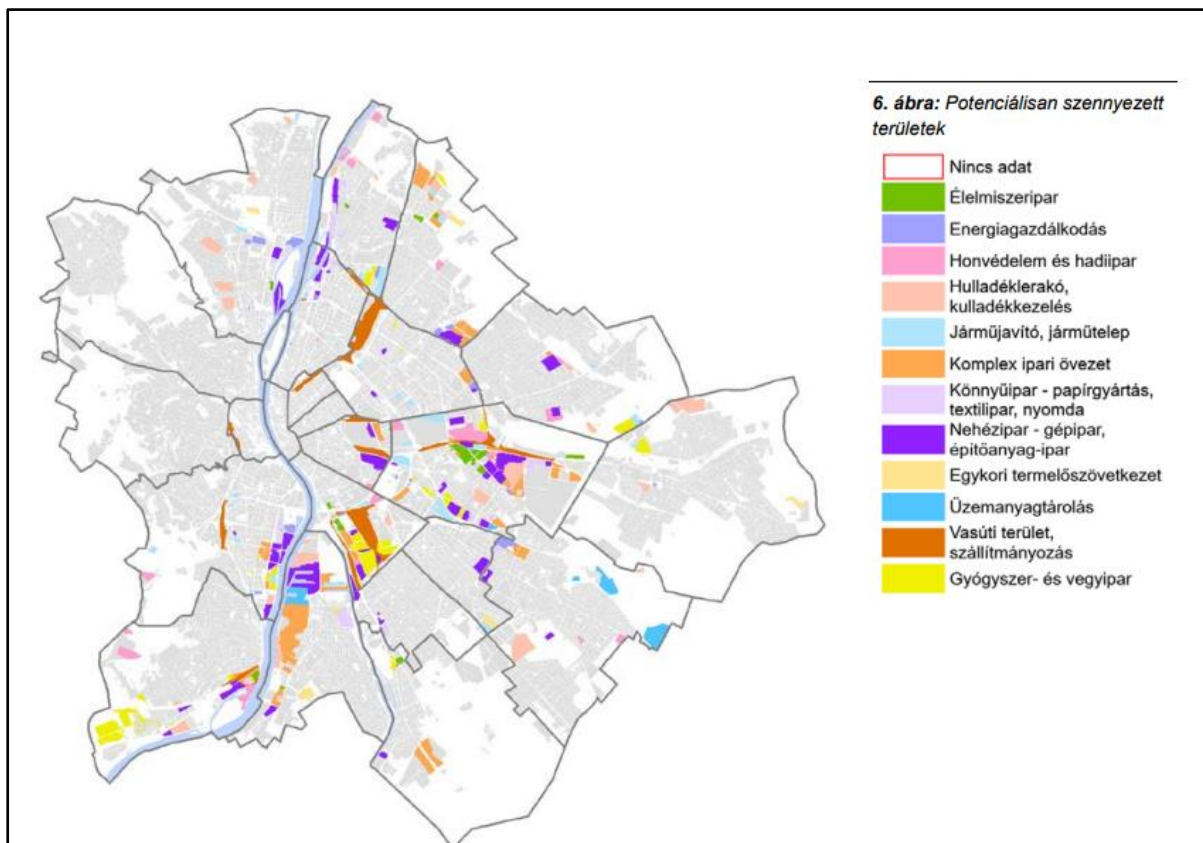 6. ábra: Potenciálisan szennyezett
területek
Nincs adat
Élelmiszeripar
Energiagazdálkodás
Honvédelem és hadiipar
Hulladéklerakó,
kulladékkezelés
Járműjavító, járműtelep
Komplex ipari övezet
Könnyűipar - papírgyártás,
textilipar, nyomda
Nehézipar - gépipar,
építőanyag-ipar
Egykori termelőszövetkezet
Üzemanyagtárolás
Vasúti terület,
szállítmányozás
Gyógyszer- és vegyipar